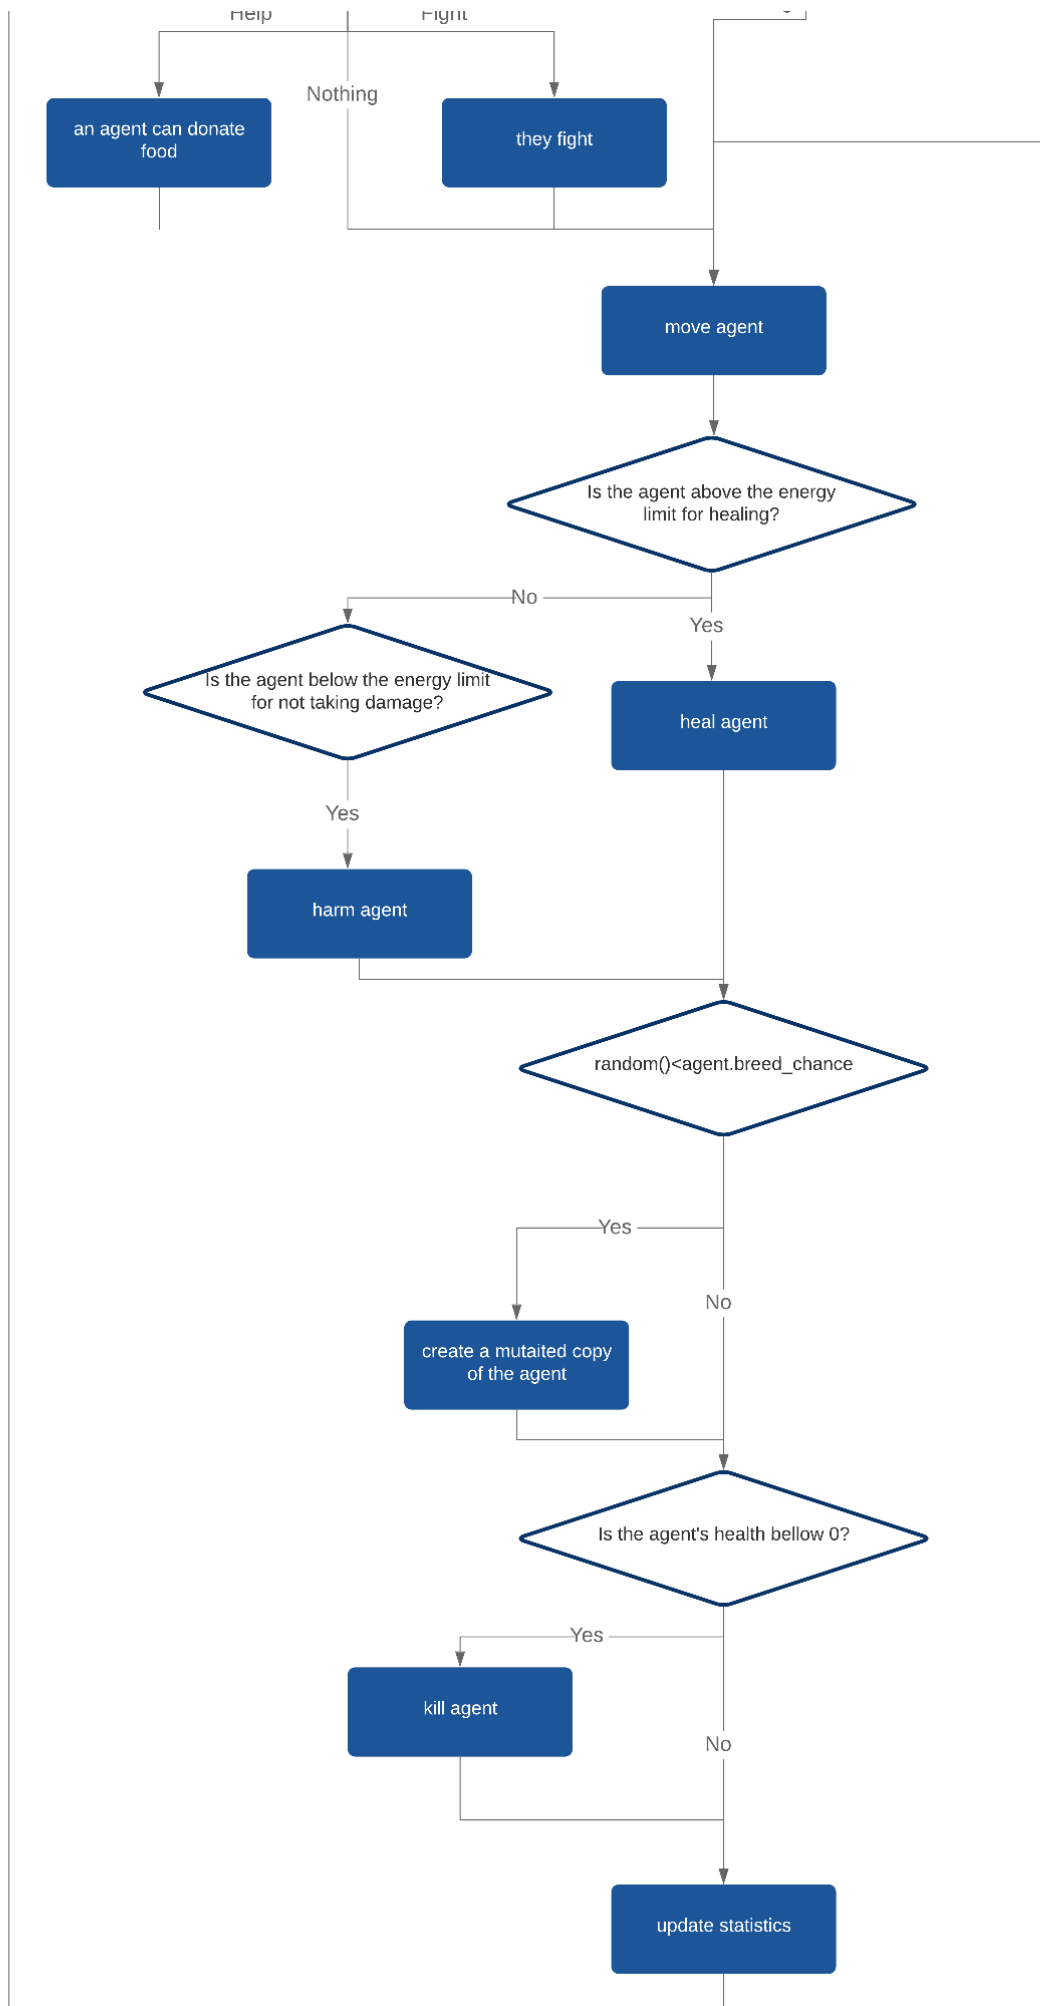 Help
Fight
Nothing
an agent can donate
food
they fight
move agent
Is the agent above the energy
limit for healing?
No
Yes
Is the agent below the energy limit
for not taking damage?
heal agent
Yes
harm agent
random()<agent.breed_chance
Yes
No
create a mutaited copy
of the agent
Is the agent's health bellow 0?
Yes
kill agent
No
update statistics